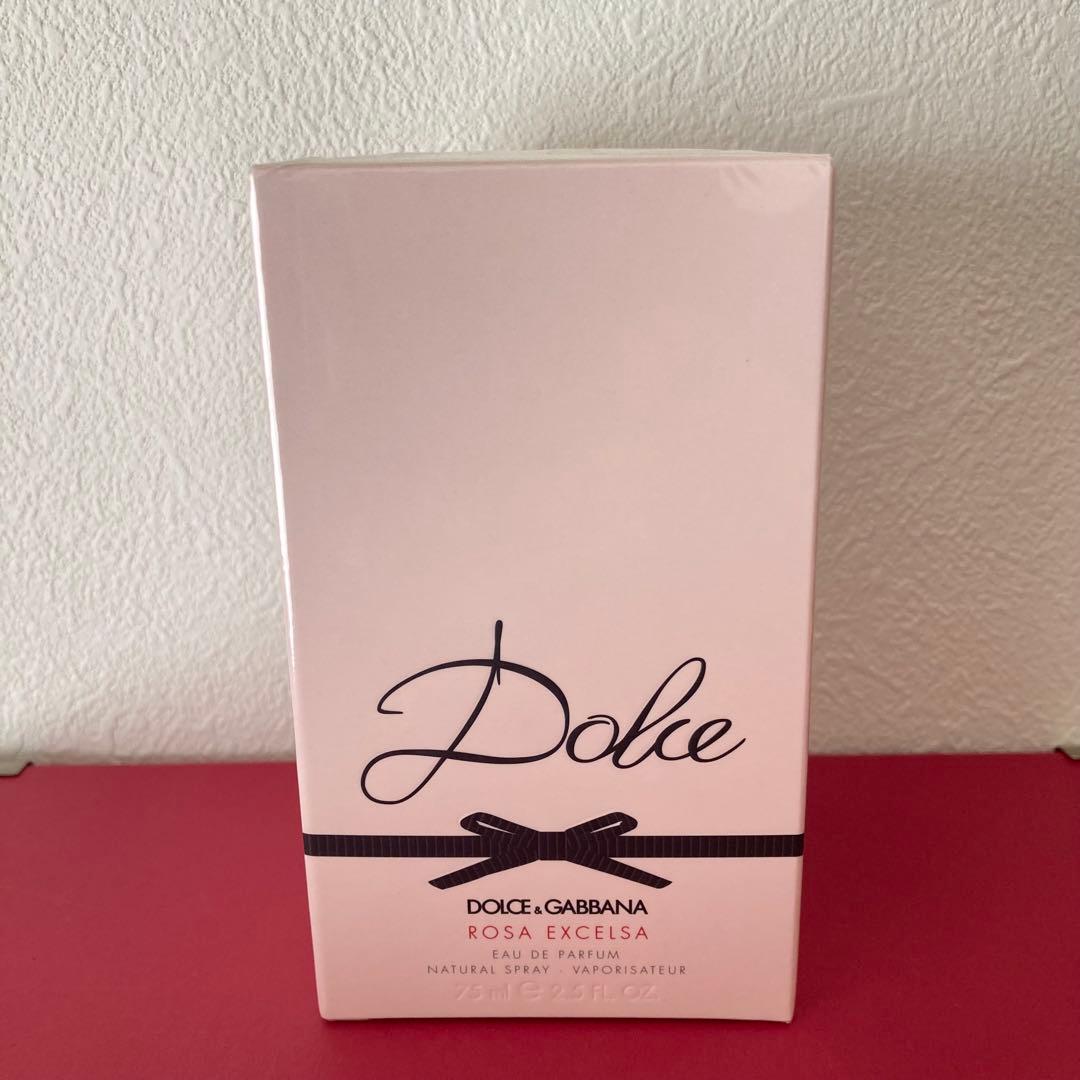 Dolce
DOLCE & GABBANA
ROSA EXCELSA
EAU DE PARFUM
NATURAL SPRAY · VAPORISATEUR
75 ml ℮ 2.5 FL. OZ.